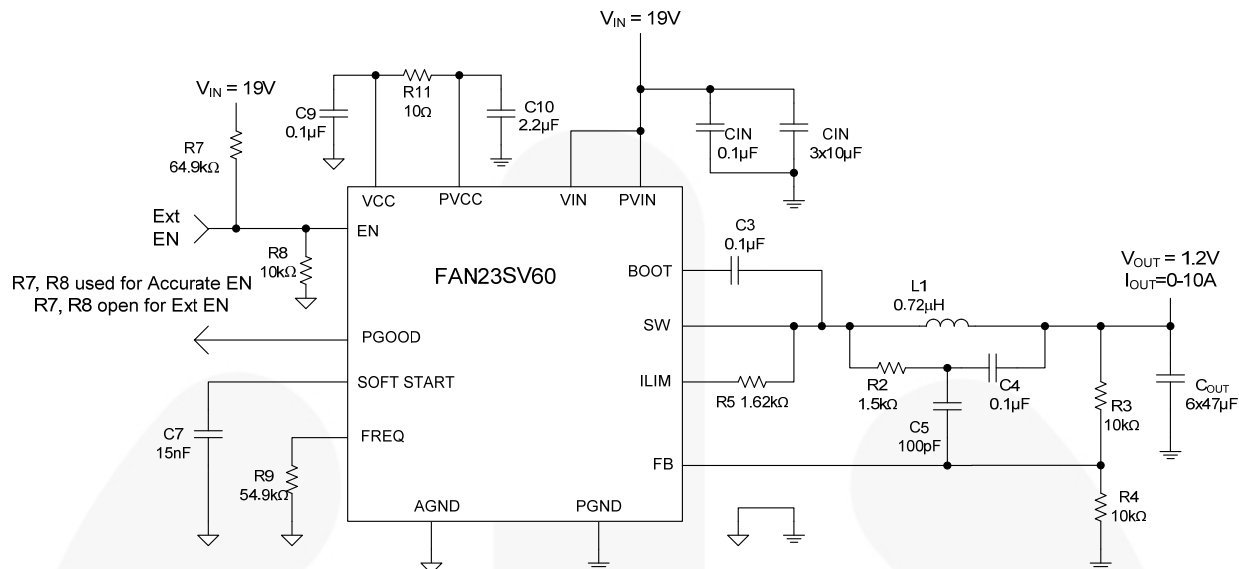 V_IN = 19V
V_IN = 19V
R11
10Ω
C9
0.1µF
C10
2.2µF
CIN
0.1µF
CIN
3x10µF
R7
64.9kΩ
VCC
PVCC
VIN
PVIN
Ext
EN
EN
R8
10kΩ
FAN23SV60
C3
0.1µF
BOOT
V_OUT = 1.2V
I_OUT=0-10A
R7, R8 used for Accurate EN
R7, R8 open for Ext EN
L1
0.72µH
SW
PGOOD
SOFT START
ILIM
R5 1.62kΩ
R2
1.5kΩ
C4
0.1µF
R3
10kΩ
C_OUT
6x47µF
C7
15nF
FREQ
C5
100pF
FB
R9
54.9kΩ
AGND
PGND
R4
10kΩ